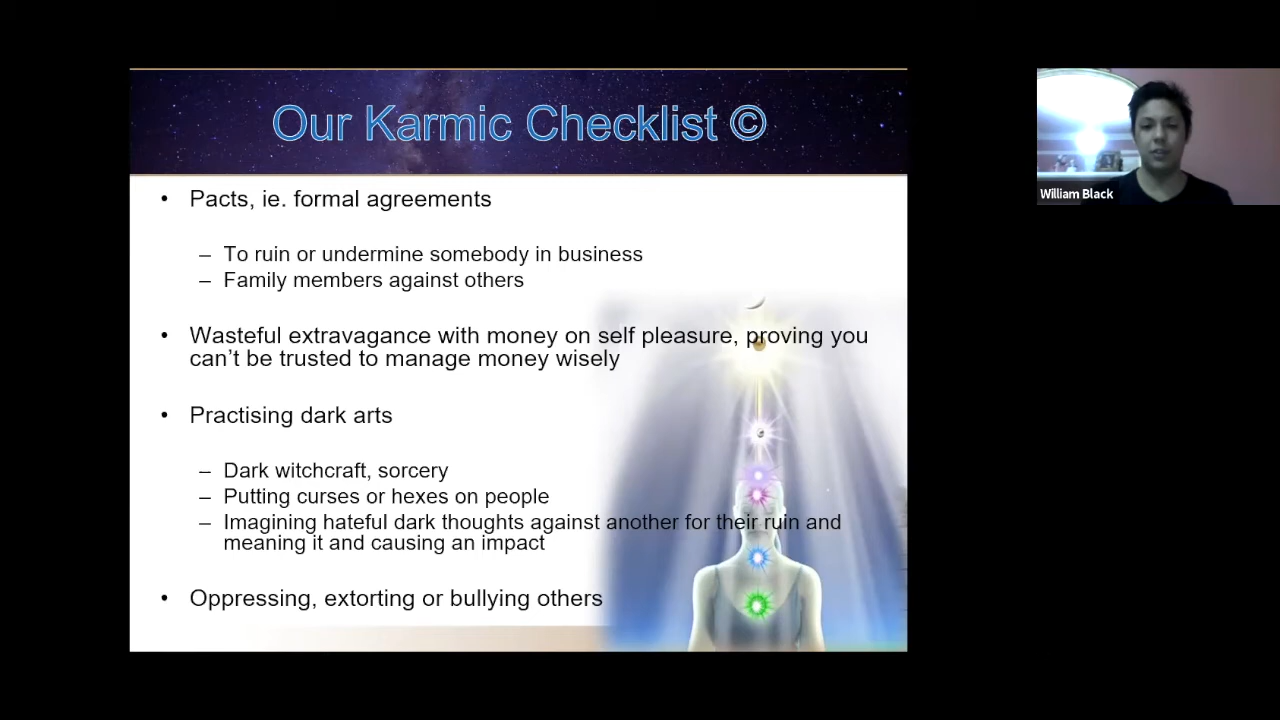 Our Karmic Checklist ©
William Black
• Pacts, ie. formal agreements
– To ruin or undermine somebody in business
– Family members against others
• Wasteful extravagance with money on self pleasure, proving you
can’t be trusted to manage money wisely
• Practising dark arts
– Dark witchcraft, sorcery
– Putting curses or hexes on people
– Imagining hateful dark thoughts against another for their ruin and
meaning it and causing an impact
• Oppressing, extorting or bullying others